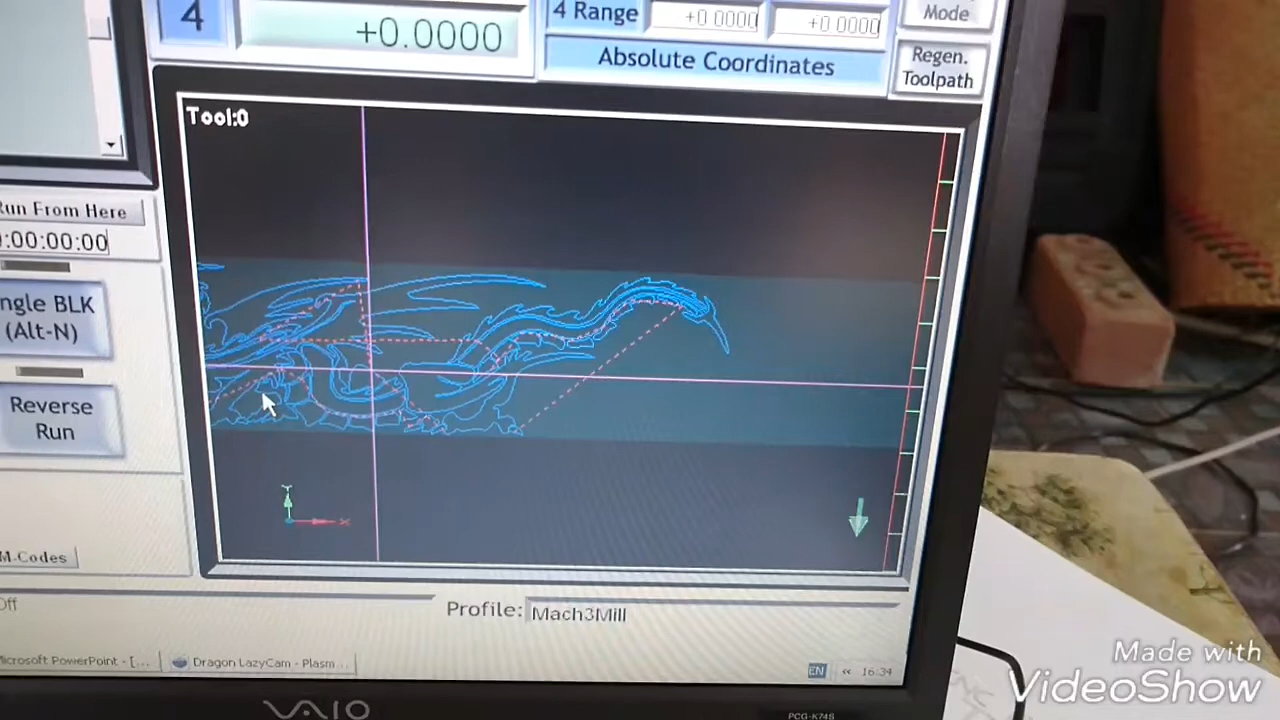 4
+0.0000
4 Range
+0.0000
+0.0000
Mode
Absolute Coordinates
Regen.
Toolpath
Tool:0
Run From Here
:00:00:00
ngle BLK
(Alt-N)
Reverse
Run
Y
X
M-Codes
Off
Profile:
Mach3Mill
Microsoft PowerPoint - [...
Dragon LazyCam - Plasm...
EN
«
16:34
VAIO
PCG-K74S
Made with
VideoShow